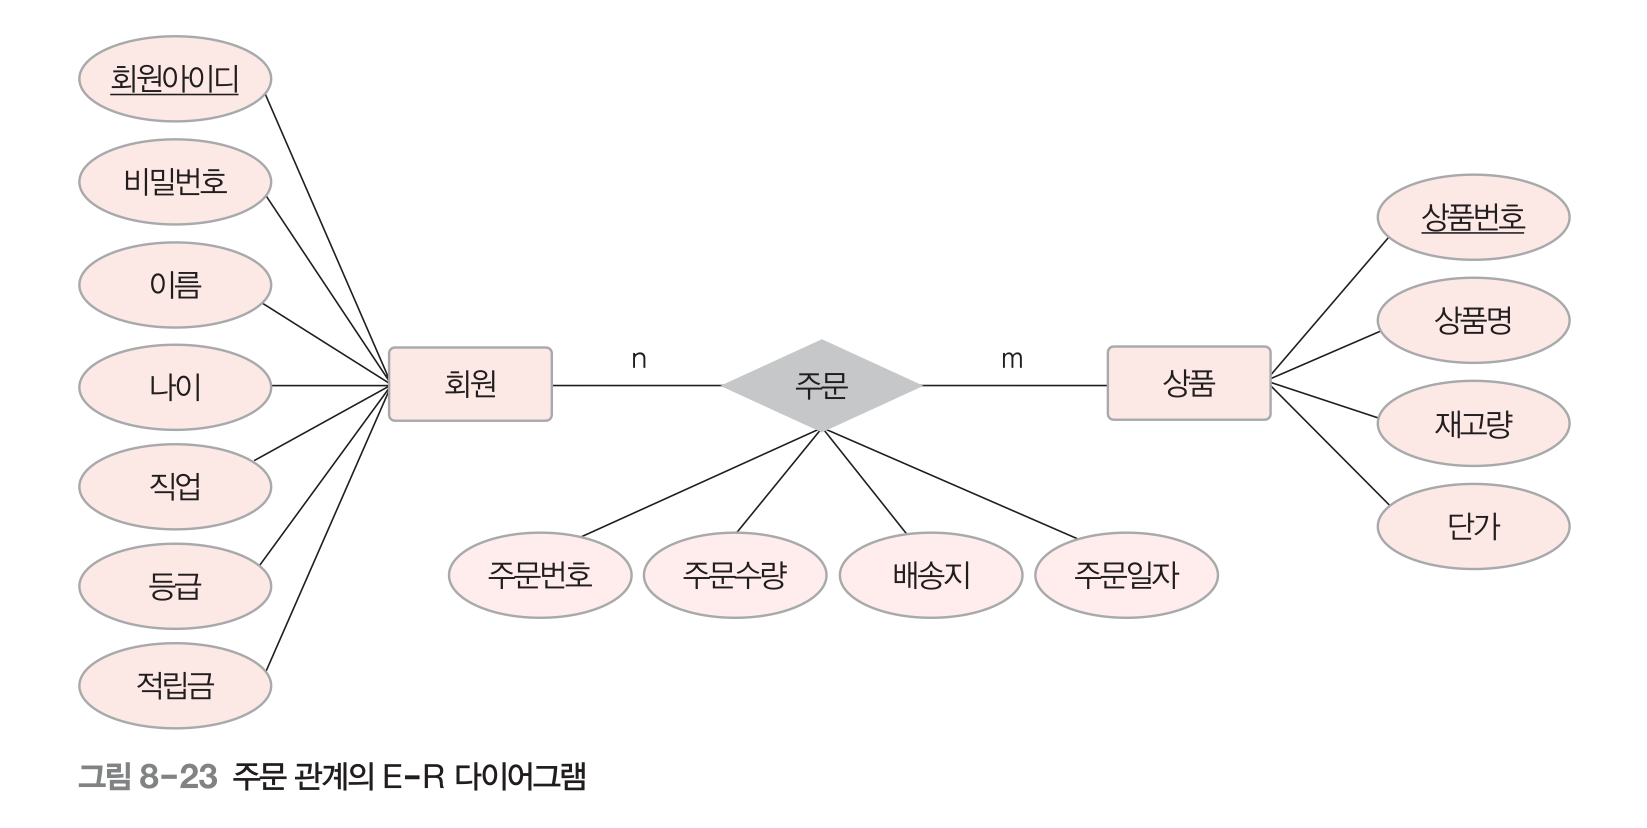 회원아이디
비밀번호
이름
나이
직업
등급
적립금
회원
n
주문
m
상품
주문번호
주문수량
배송지
주문일자
상품번호
상품명
재고량
단가
그림 8-23 주문 관계의 E-R 다이어그램